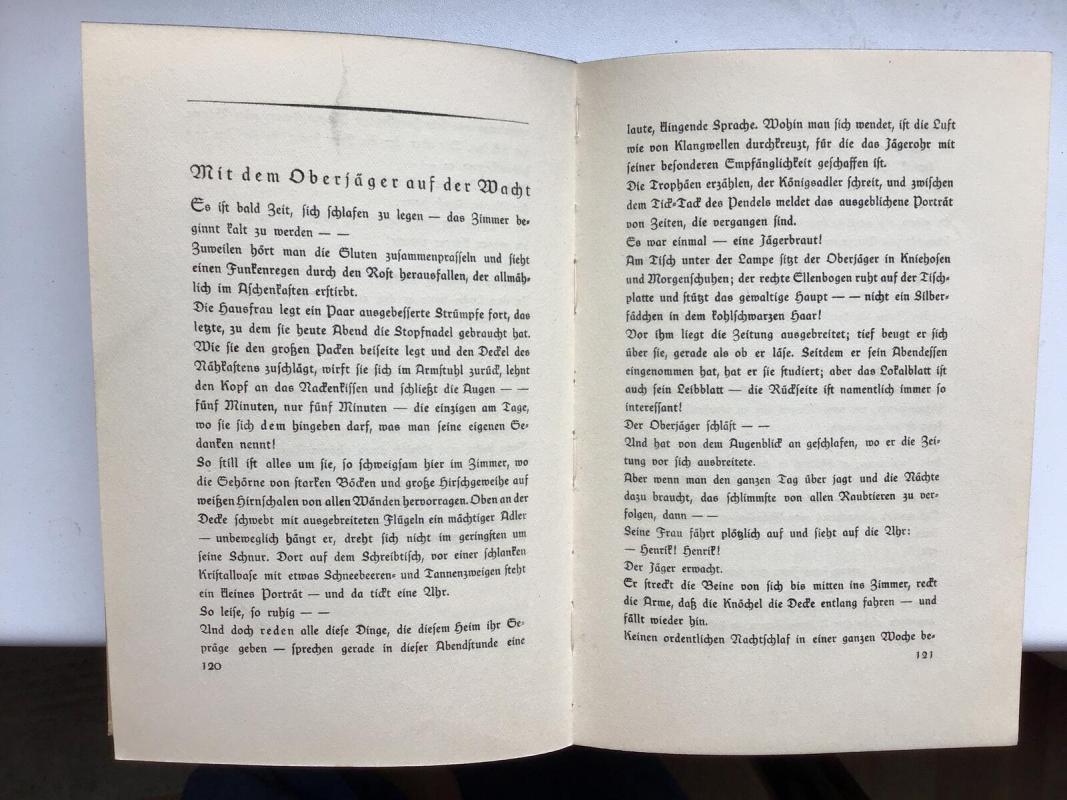 Mit dem Oberjäger auf der Wacht
Es ist bald Zeit, sich schlafen zu legen — das Zimmer be-
ginnt kalt zu werden — —
Zuweilen hört man die Gluten zusammenprasseln und sieht
einen Funkenregen durch den Rost herausfallen, der allmäh-
lich im Aschenkasten erstirbt.
Die Hausfrau legt ein Paar ausgebesserte Strümpfe fort, das
letzte, zu dem sie heute Abend die Stopfnadel gebraucht hat.
Wie sie den großen Packen beiseite legt und den Deckel des
Nähkastens zuschlägt, wirft sie sich im Armstuhl zurück, lehnt
den Kopf an das Nackenkissen und schließt die Augen — —
fünf Minuten, nur fünf Minuten — die einzigen am Tage,
wo sie sich dem hingeben darf, was man seine eigenen Ge-
danken nennt!
So still ist alles um sie, so schweigsam hier im Zimmer, wo
die Gehörne von starken Böcken und große Hirschgeweihe auf
weißen Hirnschalen von allen Wänden hervorragen. Oben an der
Decke schwebt mit ausgebreiteten Flügeln ein mächtiger Adler
— unbeweglich hängt er, dreht sich nicht im geringsten um
seine Schnur. Dort auf dem Schreibtisch, vor einer schlanken
Kristallvase mit etwas Schneebeeren- und Tannenzweigen steht
ein kleines Porträt — und da tickt eine Uhr.
So leise, so ruhig — —
Und doch reden alle diese Dinge, die diesem Heim ihr Ge-
präge geben — sprechen gerade in dieser Abendstunde eine
120
laute, klingende Sprache. Wohin man sich wendet, ist die Luft
wie von Klangwellen durchkreuzt, für die das Jägerohr mit
seiner besonderen Empfänglichkeit geschaffen ist.
Die Trophäen erzählen, der Königsadler schreit, und zwischen
dem Tick-Tack des Pendels meldet das ausgeblichene Porträt
von Zeiten, die vergangen sind.
Es war einmal — eine Jägerbraut!
Am Tisch unter der Lampe sitzt der Oberjäger in Kniehosen
und Morgenschuhen; der rechte Ellenbogen ruht auf der Tisch-
platte und stützt das gewaltige Haupt — — nicht ein Silber-
fädchen in dem kohlschwarzen Haar!
Vor ihm liegt die Zeitung ausgebreitet; tief beugt er sich
über sie, gerade als ob er läse. Seitdem er sein Abendessen
eingenommen hat, hat er sie studiert; aber das Lokalblatt ist
auch sein Leibblatt — die Rückseite ist namentlich immer so
interessant!
Der Oberjäger schläft — —
Und hat von dem Augenblick an geschlafen, wo er die Zei-
tung vor sich ausbreitete.
Aber wenn man den ganzen Tag über jagt und die Nächte
dazu braucht, das schlimmste von allen Raubtieren zu ver-
folgen, dann — —
Seine Frau fährt plötzlich auf und sieht auf die Uhr:
— Henrik! Henrik!
Der Jäger erwacht.
Er streckt die Beine von sich bis mitten ins Zimmer, reckt
die Arme, daß die Knöchel die Decke entlang fahren — und
fällt wieder hin.
Keinen ordentlichen Nachtschlaf in einer ganzen Woche be-
121